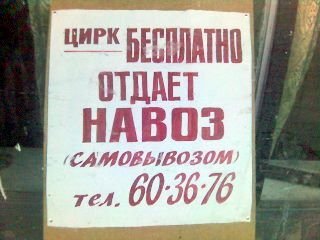 ЦИРК БЕСПЛАТНО
ОТДАЕТ
НАВОЗ
(САМОВЫВОЗОМ)
тел. 60-36-76